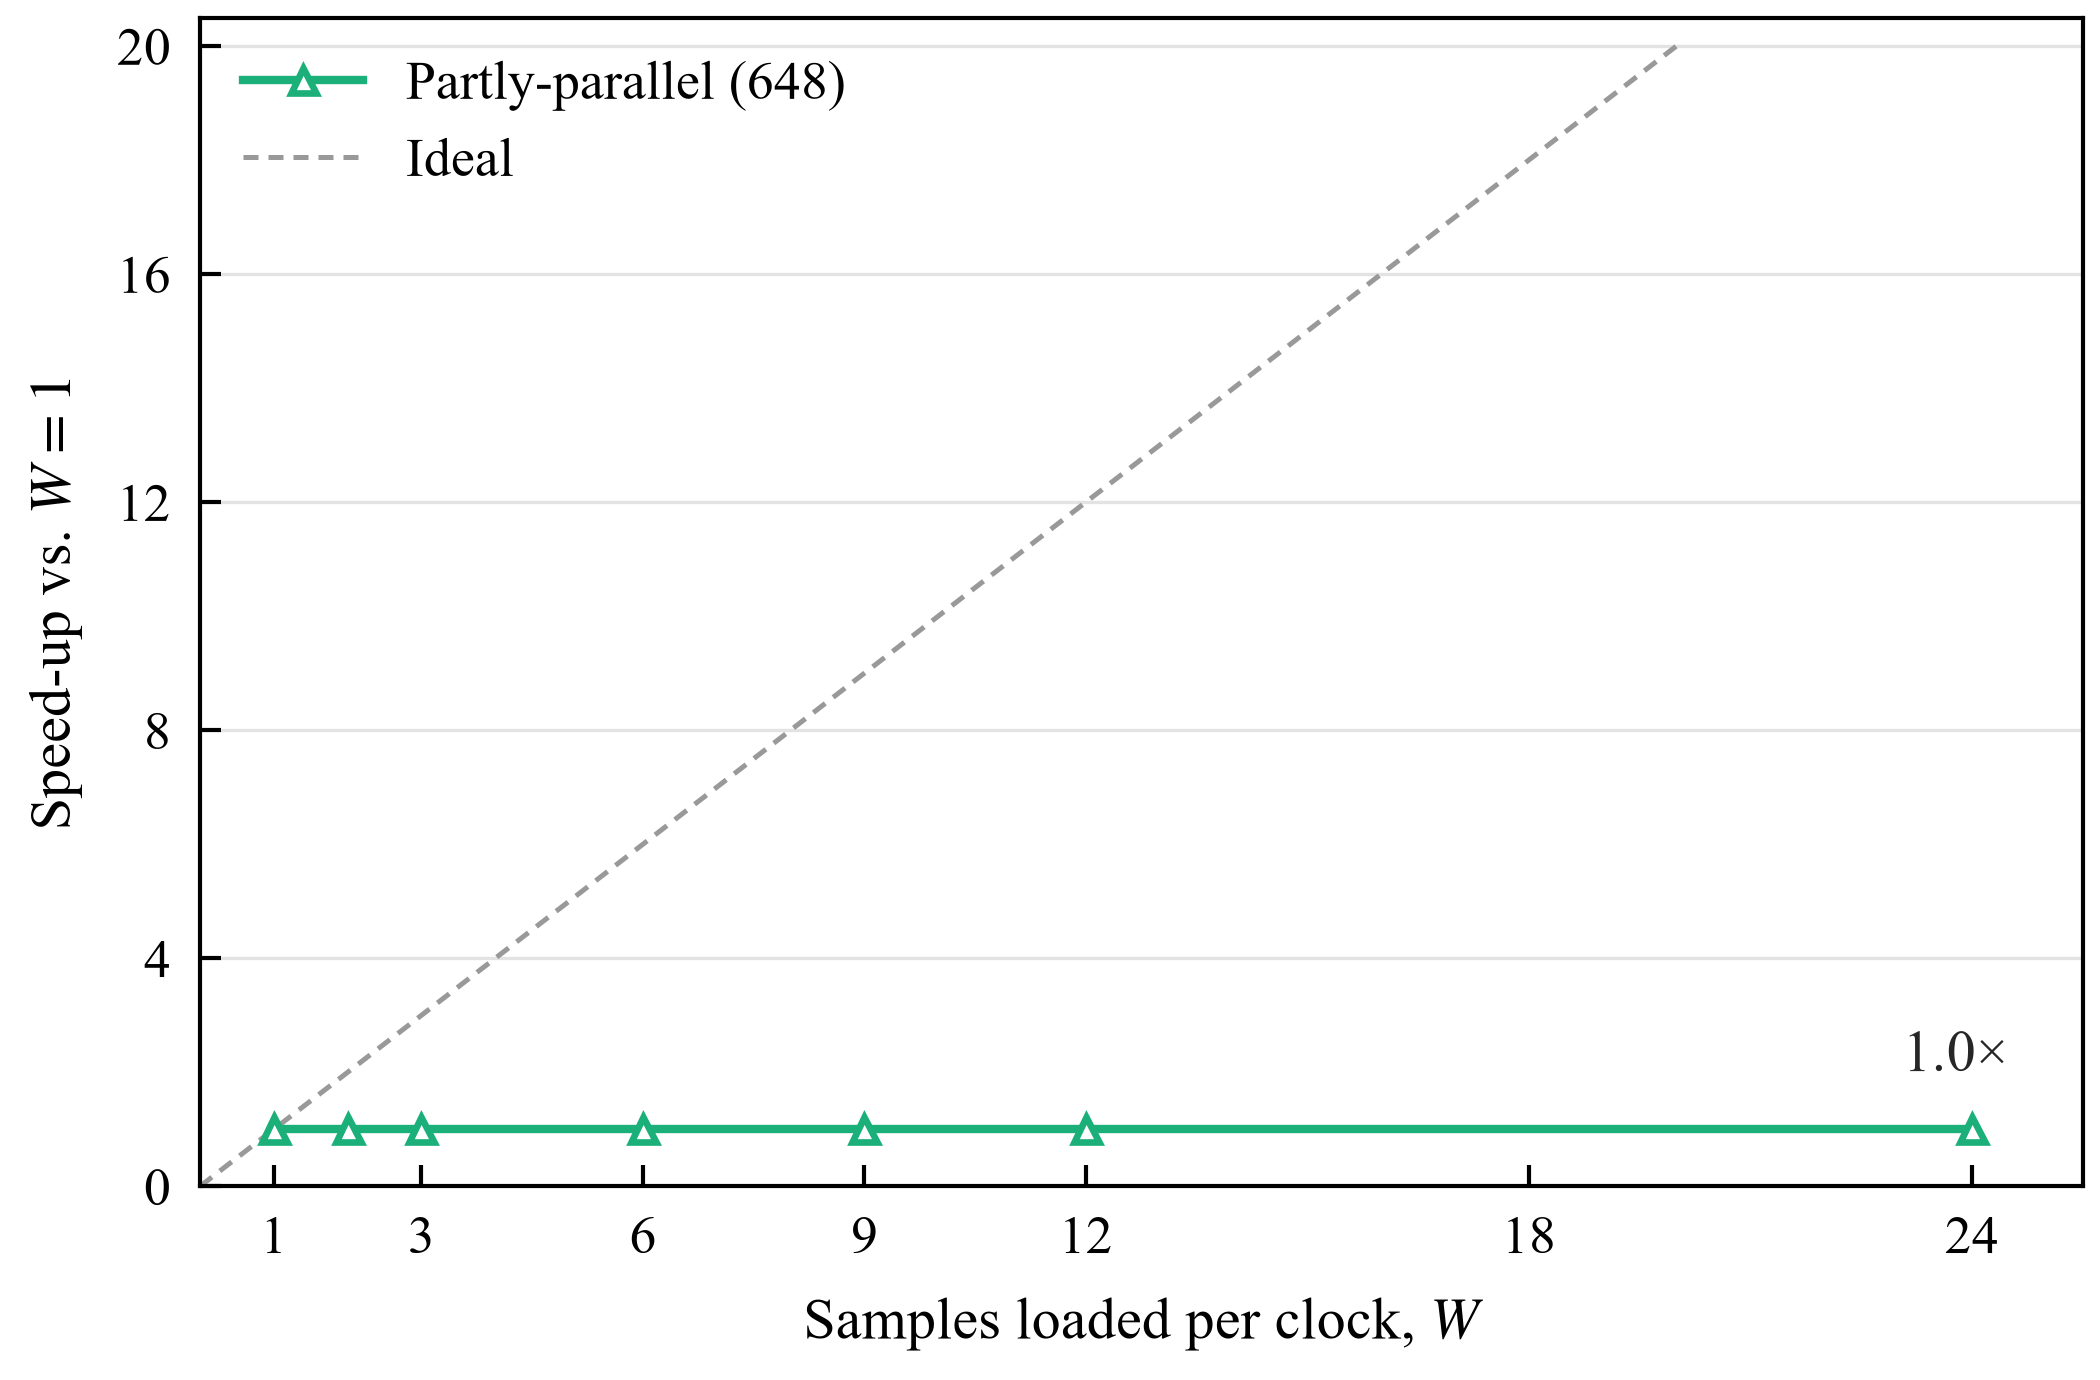 20
Partly-parallel (648)
Ideal
16
12
8
4
0
Speed-up vs. W = 1
1.0×
1 3 6 9 12 18 24
Samples loaded per clock, W